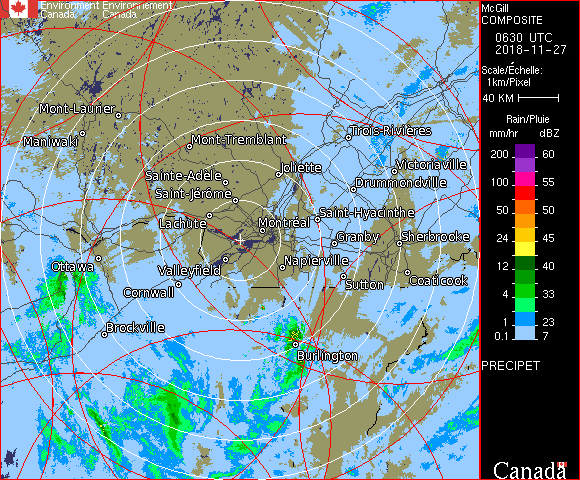 Environment Environnement
Canada Canada
McGill
COMPOSITE
0630 UTC
2018-11-27
Scale/Échelle:
1km/Pixel
40 KM
Rain/Pluie
mm/hr dBZ
200 60
100 55
50 50
24 45
12 40
4 33
1 23
0.1 7
PRECIPET
Canada
Mont-Laurier
Maniwaki
Mont-Tremblant
Trois-Rivières
Joliette
Victoriaville
Sainte-Adèle
Drummondville
Saint-Jérôme
Lachute
Montréal
Saint-Hyacinthe
Granby
Sherbrooke
Ottawa
Valleyfield
Napierville
Cornwall
Sutton
Coaticook
Brockville
Burlington